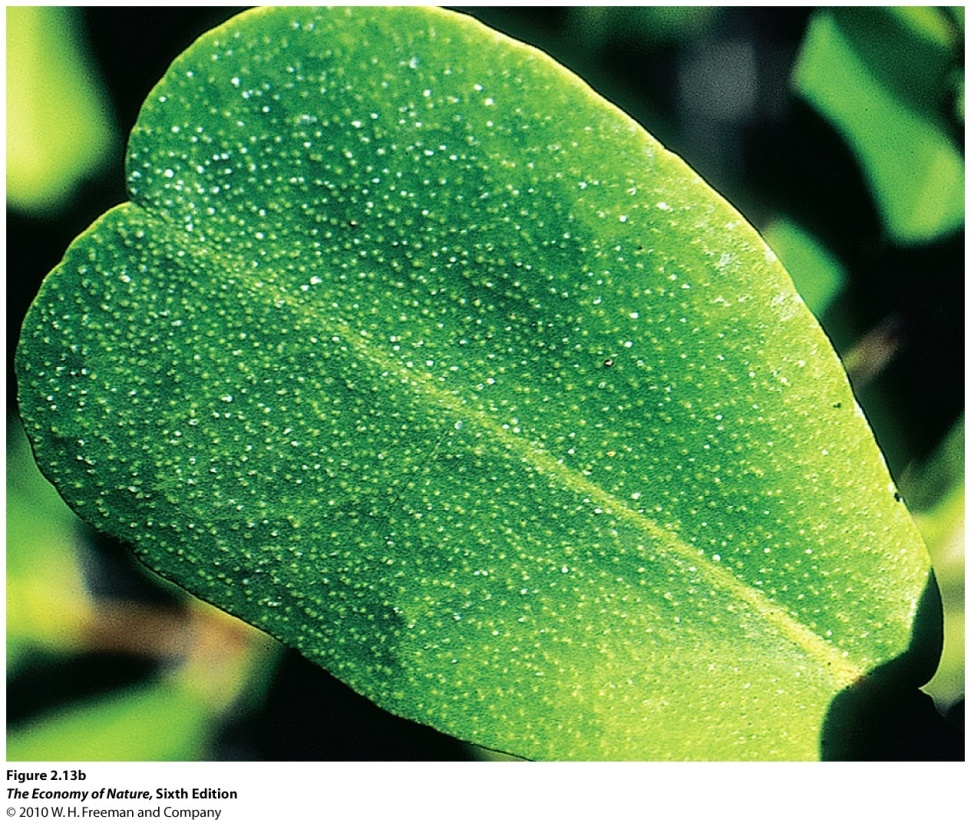 Figure 2.13b
The Economy of Nature, Sixth Edition
© 2010 W. H. Freeman and Company